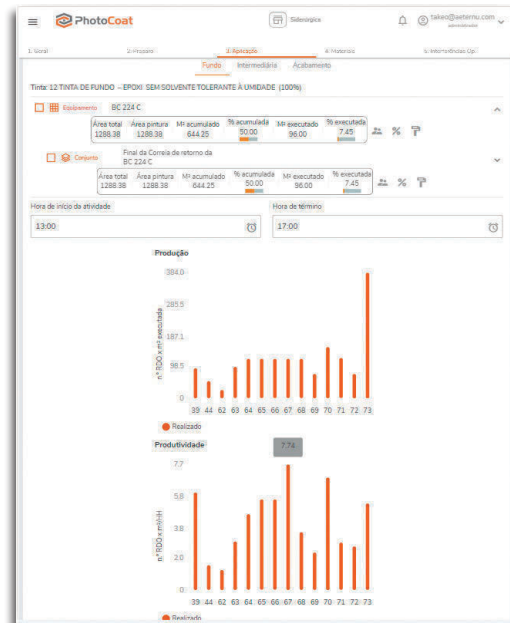 PhotoCoat
Siderúrgica
takeo@aeternu.com
administrador
1. Geral 2. Preparo 3. Aplicação 4. Materiais 5. Interferências Op.
Fundo Intermediária Acabamento
Tinta: 12-TINTA DE FUNDO – EPOXI SEM SOLVENTE TOLERANTE À UMIDADE (100%)
Equipamento BC 224 C
Área total Área pintura M² acumulado % acumulada M² executado % executada
1288.38 1288.38 644.25 50.00 96.00 7.45
Conjunto Final da Correia de retorno da
BC 224 C
Área total Área pintura M² acumulado % acumulada M² executado % executada
1288.38 1288.38 644.25 50.00 96.00 7.45
Hora de início da atividade Hora de término
13:00 17:00
Produção
384.0
285.5
187.1
98.5
0
n° RDO x m² executada
39 44 62 63 64 65 66 67 68 69 70 71 72 73
Realizado
Produtividade
7.74
7.7
5.8
3.8
2.0
0
n° RDO x m²/HH
39 44 62 63 64 65 66 67 68 69 70 71 72 73
Realizado